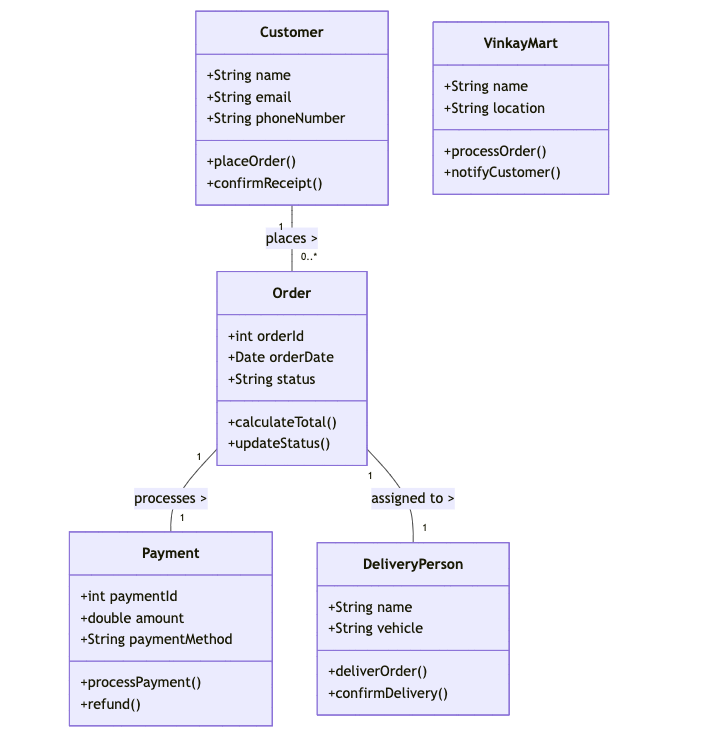 Customer
+String name
+String email
+String phoneNumber
+placeOrder()
+confirmReceipt()
VinkayMart
+String name
+String location
+processOrder()
+notifyCustomer()
1
places >
0..*
Order
+int orderId
+Date orderDate
+String status
+calculateTotal()
+updateStatus()
1
processes >
1
1
assigned to >
1
Payment
+int paymentId
+double amount
+String paymentMethod
+processPayment()
+refund()
DeliveryPerson
+String name
+String vehicle
+deliverOrder()
+confirmDelivery()